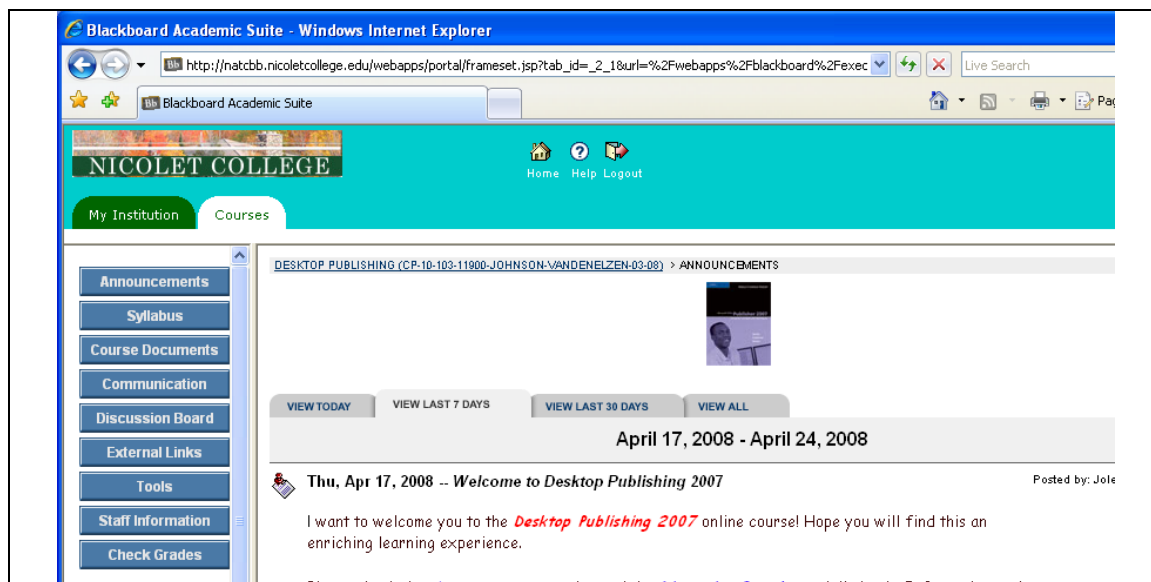 Blackboard Academic Suite - Windows Internet Explorer
http://natcbb.nicoletcollege.edu/webapps/portal/frameset.jsp?tab_id=_2_1&url=%2Fwebapps%2Fblackboard%2Fexec
Live Search
Blackboard Academic Suite
NICOLET COLLEGE
Home Help Logout
My Institution Courses
DESKTOP PUBLISHING (CP-10-103-11900-JOHNSON-VANDENELZEN-03-08) > ANNOUNCEMENTS
Announcements
Syllabus
Course Documents
Communication
Discussion Board
External Links
Tools
Staff Information
Check Grades
Publisher 2007
VIEW TODAY VIEW LAST 7 DAYS VIEW LAST 30 DAYS VIEW ALL
April 17, 2008 - April 24, 2008
Thu, Apr 17, 2008 -- Welcome to Desktop Publishing 2007
Posted by: Jole
I want to welcome you to the Desktop Publishing 2007 online course! Hope you will find this an
enriching learning experience.